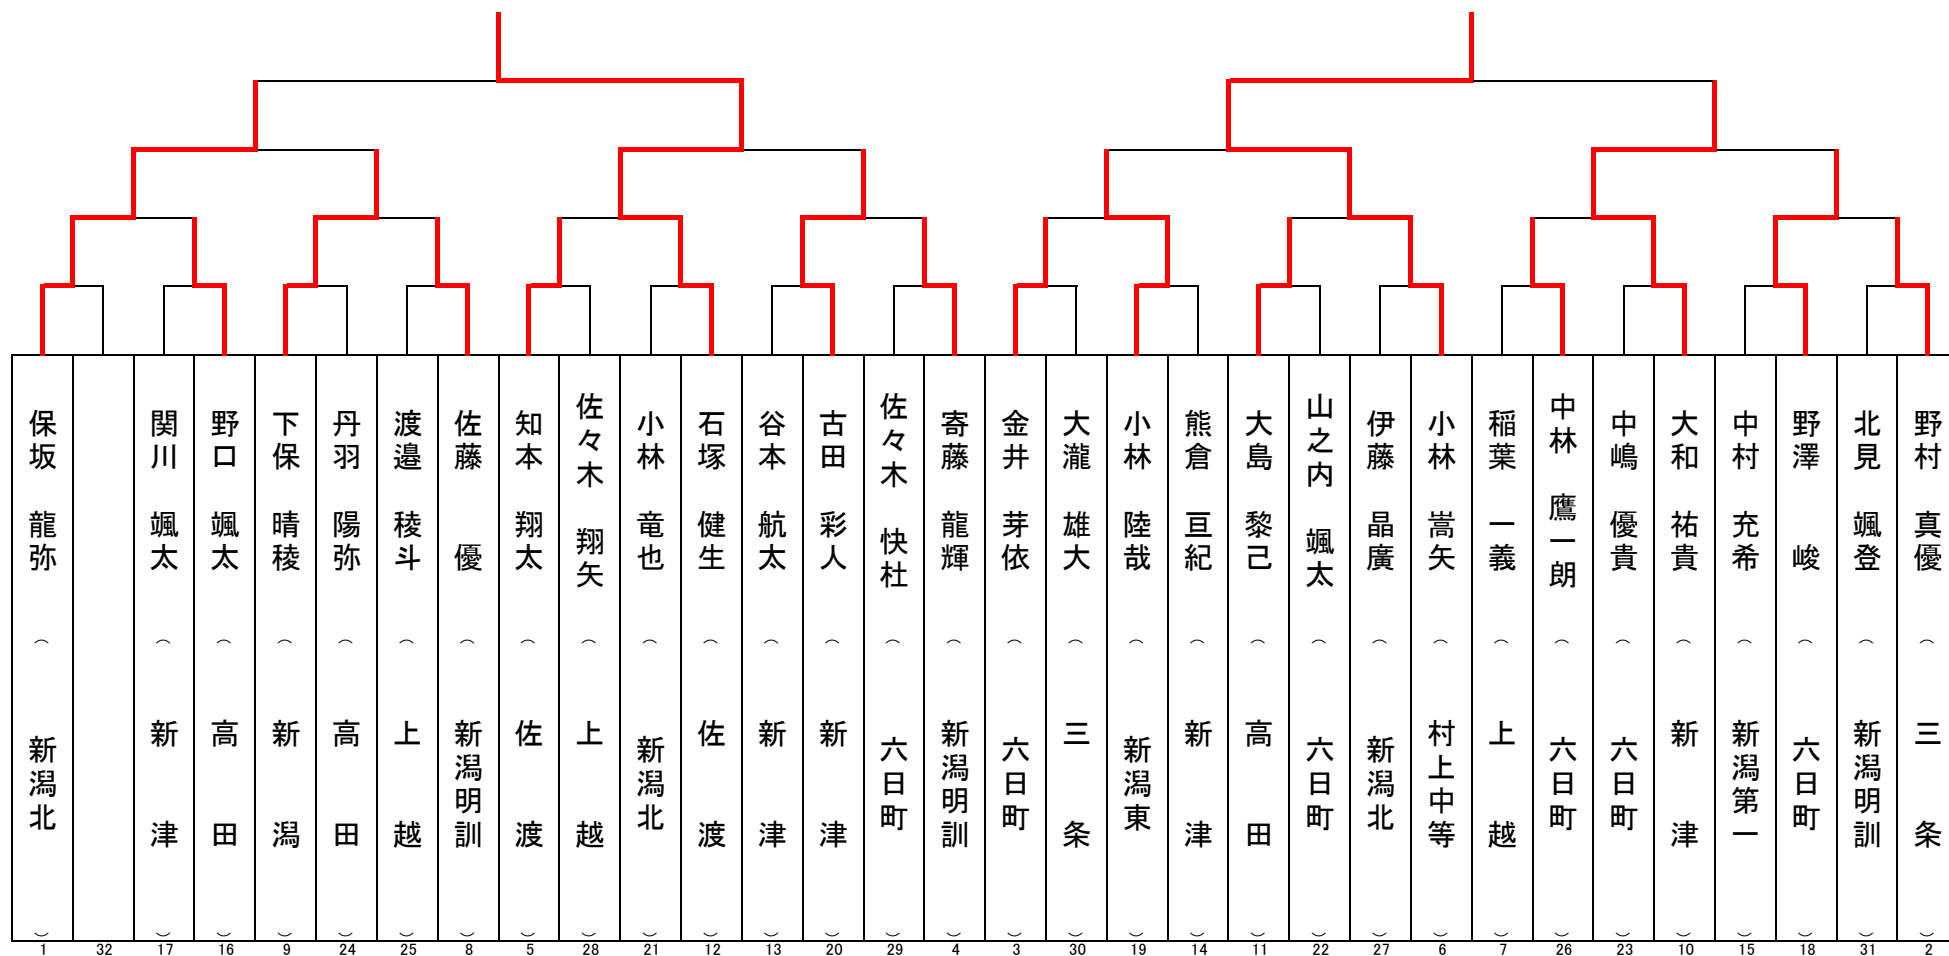 保坂 龍弥 （新潟北） 1
32
関川 颯太 （新津） 17
野口 颯太 （高田） 16
下保 晴稜 （新潟） 9
丹羽 陽弥 （高田） 24
渡邉 稜斗 （上越） 25
佐藤 優 （新潟明訓） 8
知本 翔太 （佐渡） 5
佐々木 翔矢 （上越） 28
小林 竜也 （新潟北） 21
石塚 健生 （佐渡） 12
谷本 航太 （新津） 13
古田 彩人 （新津） 20
佐々木 快杜 （六日町） 29
寄藤 龍輝 （新潟明訓） 4
金井 芽依 （六日町） 3
大瀧 雄大 （三条） 30
小林 陸哉 （新潟東） 19
熊倉 亘紀 （新津） 14
大島 黎己 （高田） 11
山之内 颯太 （六日町） 22
伊藤 晶廣 （新潟北） 27
小林 嵩矢 （村上中等） 6
稲葉 一義 （上越） 7
中林 鷹一朗 （六日町） 26
中嶋 優貴 （六日町） 23
大和 祐貴 （新津） 10
中村 充希 （新潟第一） 15
野澤 峻 （六日町） 18
北見 颯登 （新潟明訓） 31
野村 真優 （三条） 2